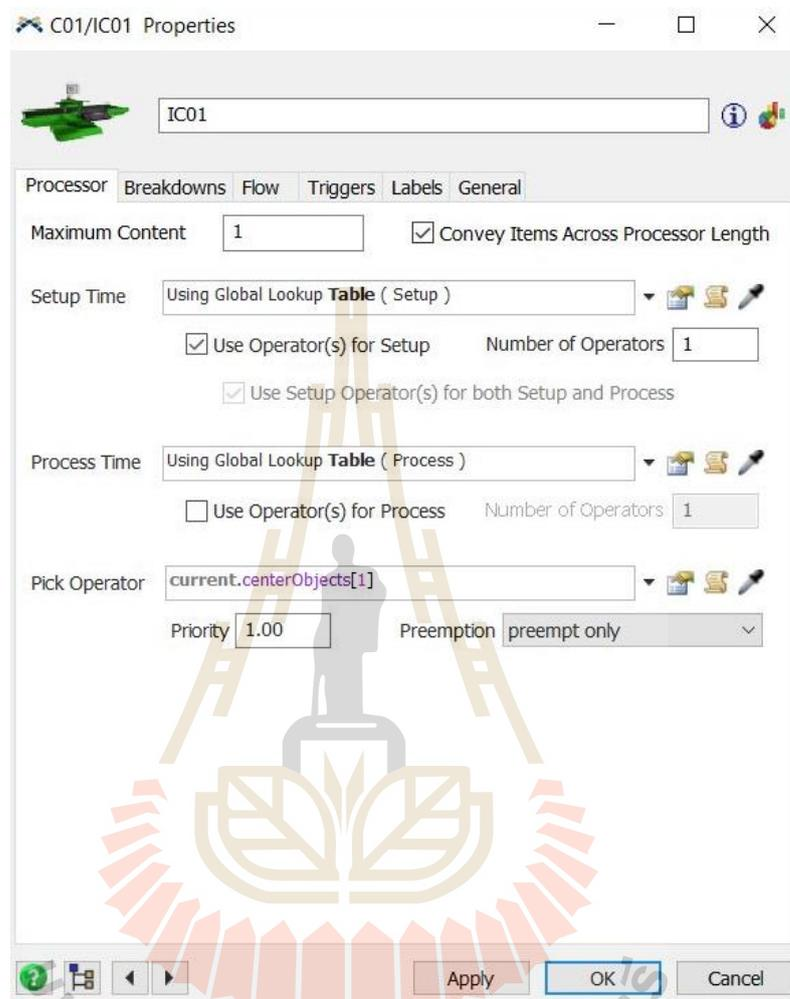 C01/IC01 Properties
IC01
Processor Breakdowns Flow Triggers Labels General
Maximum Content 1 Convey Items Across Processor Length
Setup Time Using Global Lookup Table ( Setup )
Use Operator(s) for Setup Number of Operators 1
Use Setup Operator(s) for both Setup and Process
Process Time Using Global Lookup Table ( Process )
Use Operator(s) for Process Number of Operators 1
Pick Operator current.centerObjects[1]
Priority 1.00 Preemption preempt only
Apply OK Cancel